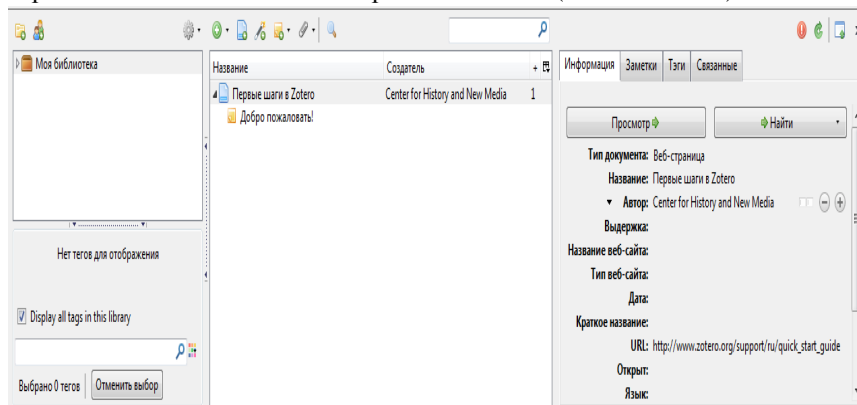 Моя библиотека
Нет тегов для отображения
Display all tags in this library
Выбрано 0 тегов Отменить выбор
Название Создатель +
Первые шаги в Zotero Center for History and New Media 1
Добро пожаловать!
Информация Заметки Тэги Связанные
Просмотр Найти
Тип документа: Веб-страница
Название: Первые шаги в Zotero
Автор: Center for History and New Media
Выдержка:
Название веб-сайта:
Тип веб-сайта:
Дата:
Краткое название:
URL: http://www.zotero.org/support/ru/quick_start_guide
Открыт:
Язык: